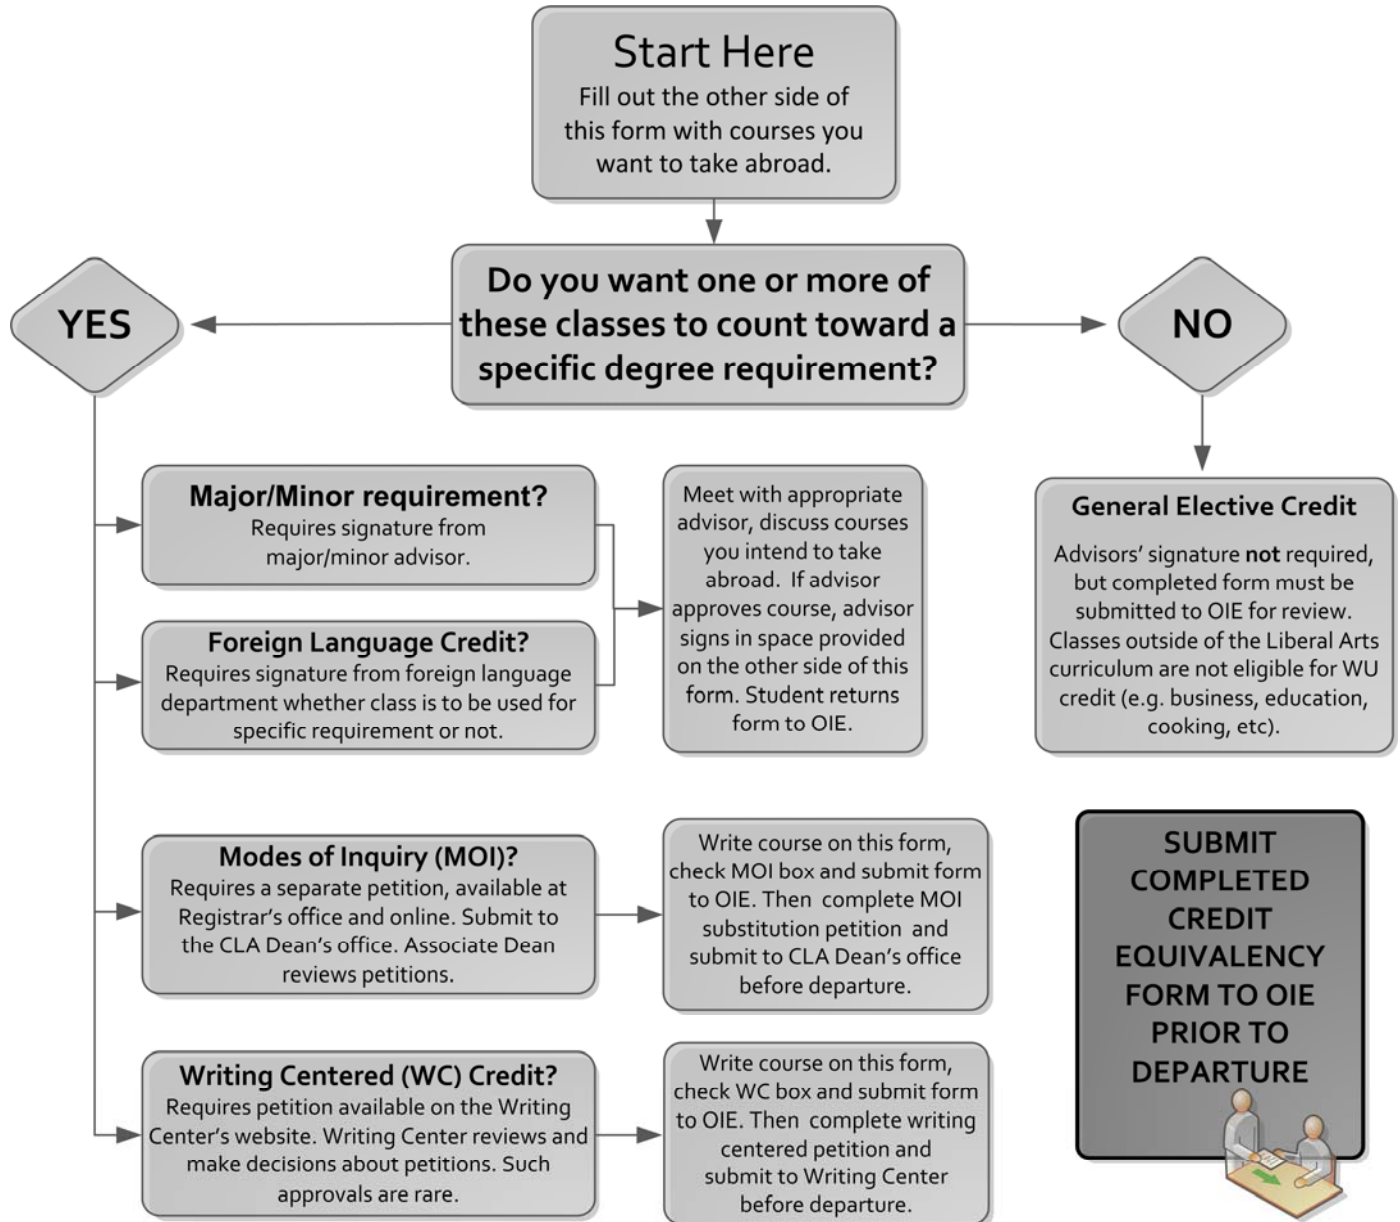 Start Here
Fill out the other side of
this form with courses you
want to take abroad.
Do you want one or more of
these classes to count toward a
specific degree requirement?
YES
NO
Major/Minor requirement?
Requires signature from
major/minor advisor.
Foreign Language Credit?
Requires signature from foreign language
department whether class is to be used for
specific requirement or not.
Meet with appropriate
advisor, discuss courses
you intend to take
abroad. If advisor
approves course, advisor
signs in space provided
on the other side of this
form. Student returns
form to OIE.
General Elective Credit
Advisors' signature not required,
but completed form must be
submitted to OIE for review.
Classes outside of the Liberal Arts
curriculum are not eligible for WU
credit (e.g. business, education,
cooking, etc).
Modes of Inquiry (MOI)?
Requires a separate petition, available at
Registrar's office and online. Submit to
the CLA Dean's office. Associate Dean
reviews petitions.
Write course on this form,
check MOI box and submit form
to OIE. Then complete MOI
substitution petition and
submit to CLA Dean's office
before departure.
Writing Centered (WC) Credit?
Requires petition available on the Writing
Center's website. Writing Center reviews and
make decisions about petitions. Such
approvals are rare.
Write course on this form,
check WC box and submit form
to OIE. Then complete writing
centered petition and
submit to Writing Center
before departure.
SUBMIT
COMPLETED
CREDIT
EQUIVALENCY
FORM TO OIE
PRIOR TO
DEPARTURE